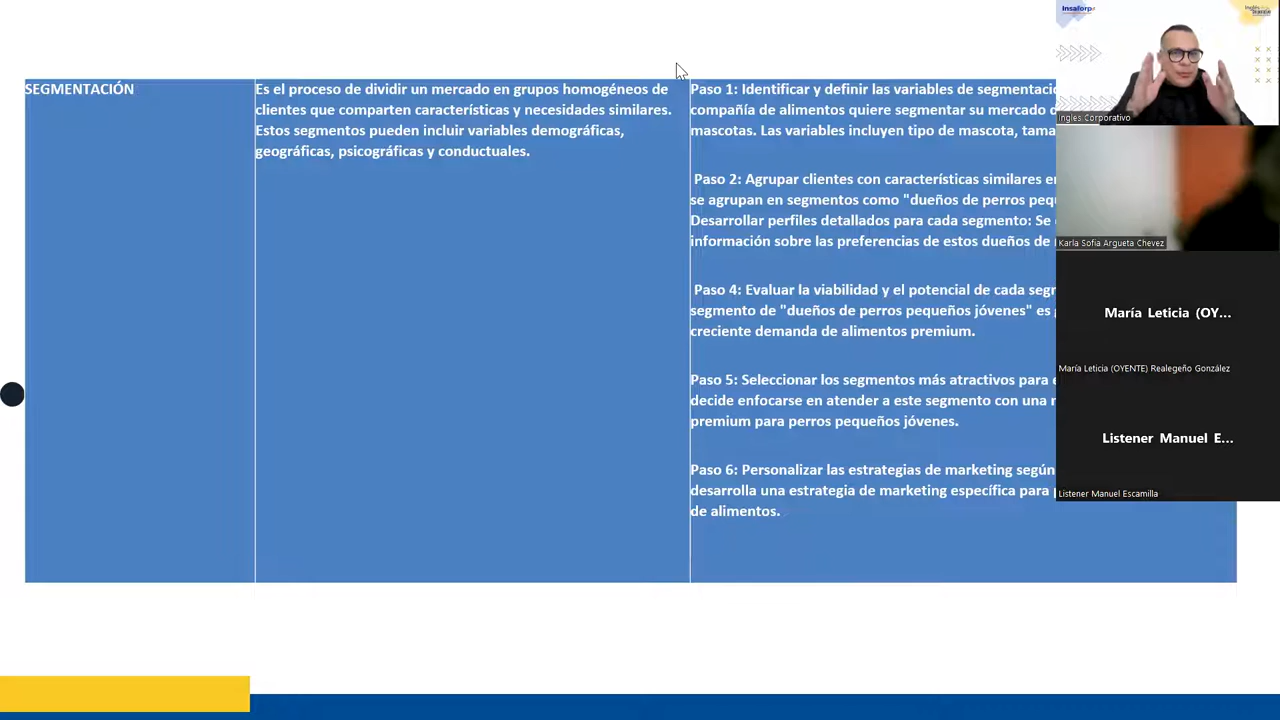 SEGMENTACIÓN
Es el proceso de dividir un mercado en grupos homogéneos de
clientes que comparten características y necesidades similares.
Estos segmentos pueden incluir variables demográficas,
geográficas, psicográficas y conductuales.
Paso 1: Identificar y definir las variables de
compañía de alimentos quiere segmentar su mercado
mascotas. Las variables incluyen tipo de mascota,
Paso 2: Agrupar clientes con características similares
se agrupan en segmentos como "dueños de perros
Desarrollar perfiles detallados para cada segmento: Se
información sobre las preferencias de estos dueños de
Paso 4: Evaluar la viabilidad y el potencial de cada
segmento de "dueños de perros pequeños jóvenes" es
creciente demanda de alimentos premium.
Paso 5: Seleccionar los segmentos más atractivos para
decide enfocarse en atender a este segmento con una
premium para perros pequeños jóvenes.
Paso 6: Personalizar las estrategias de marketing según
desarrolla una estrategia de marketing específica para
de alimentos.
insaforp
Ingles Corporativo
Karla Sofia Argueta Chevez
María Leticia (OY...
María Leticia (OYENTE) Realegeño González
Listener Manuel E...
Listener Manuel Escamilla